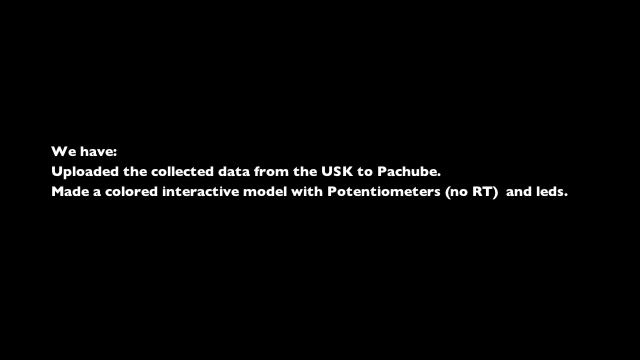 We have:
Uploaded the collected data from the USK to Pachube.
Made a colored interactive model with Potentiometers (no RT)  and leds.